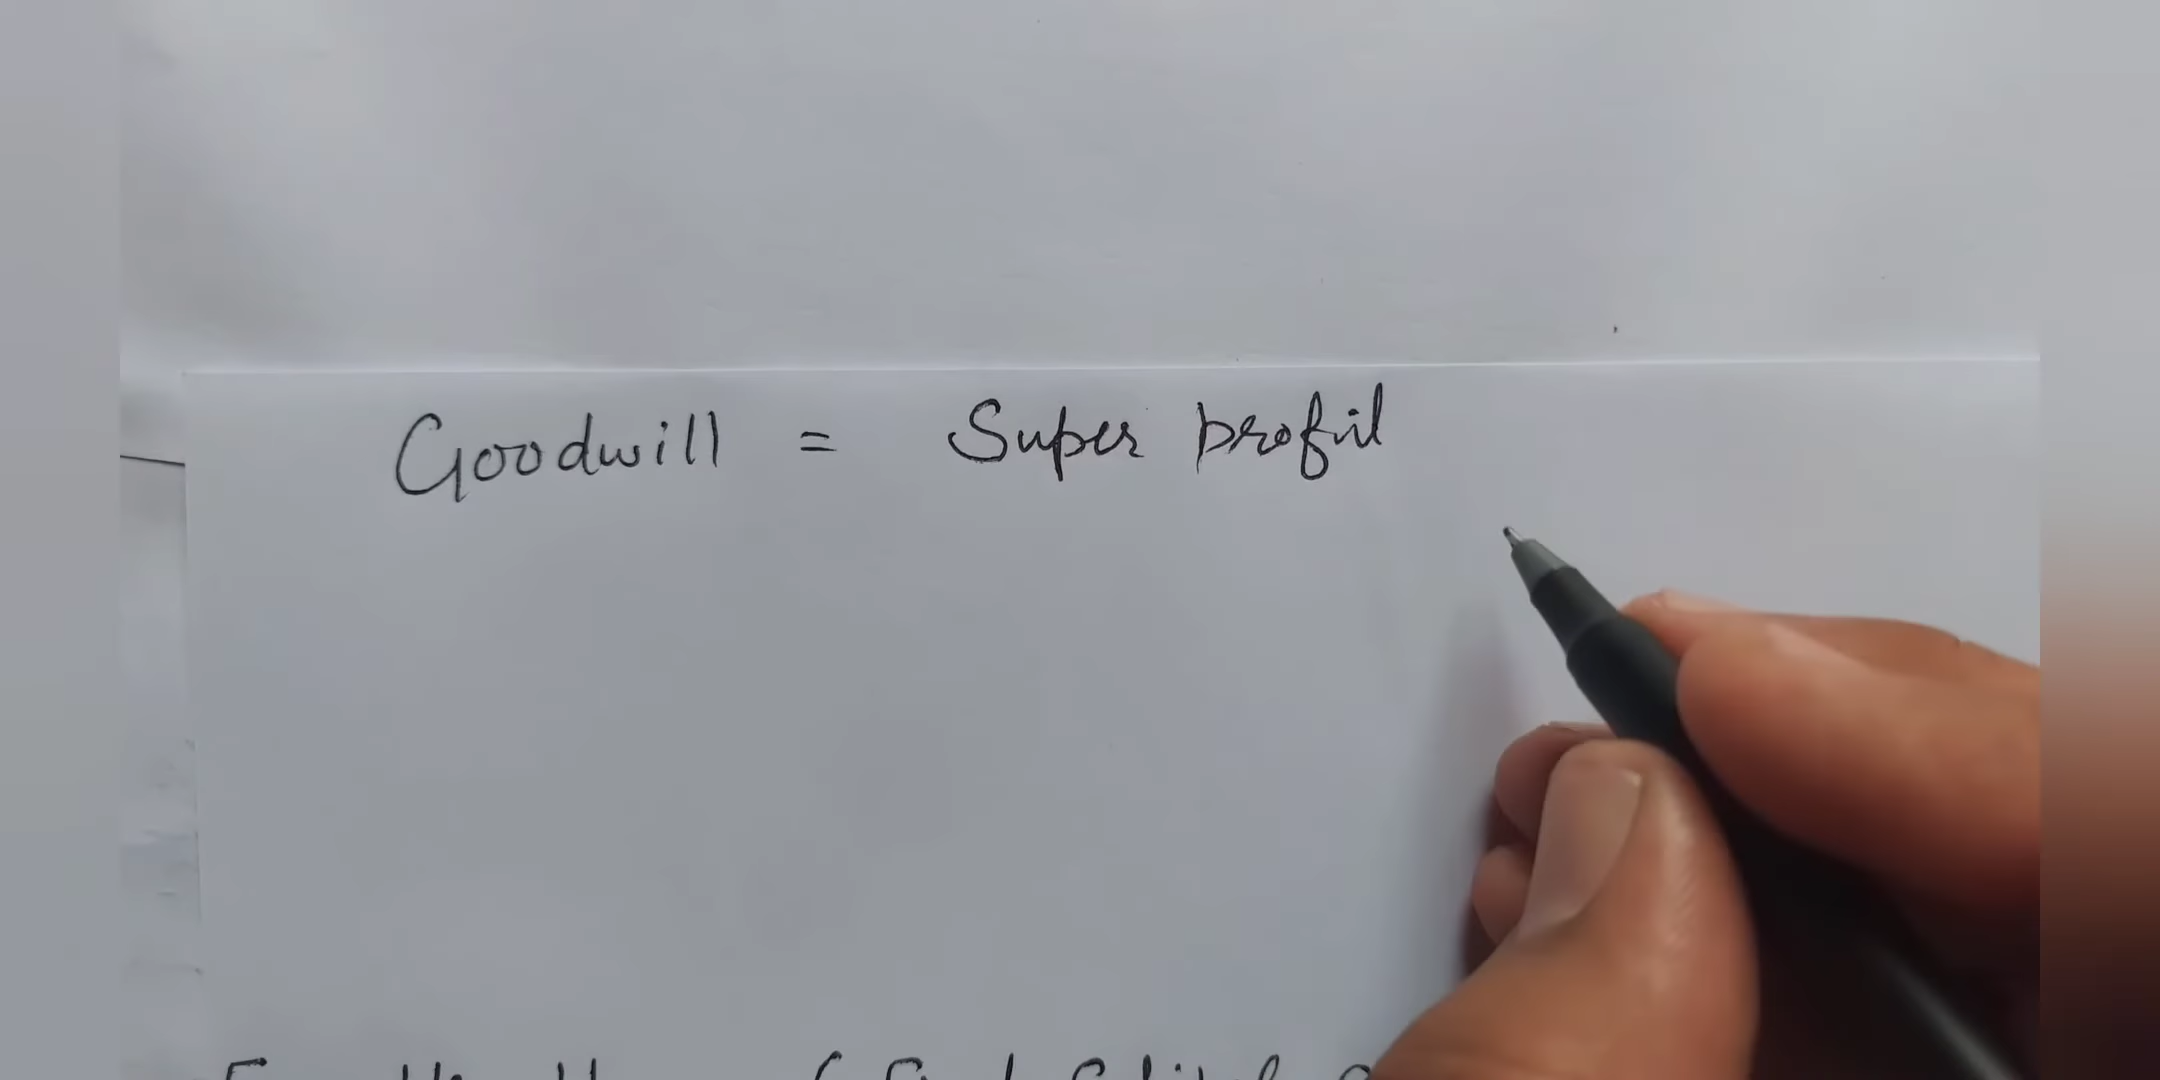 Goodwill = Super profit